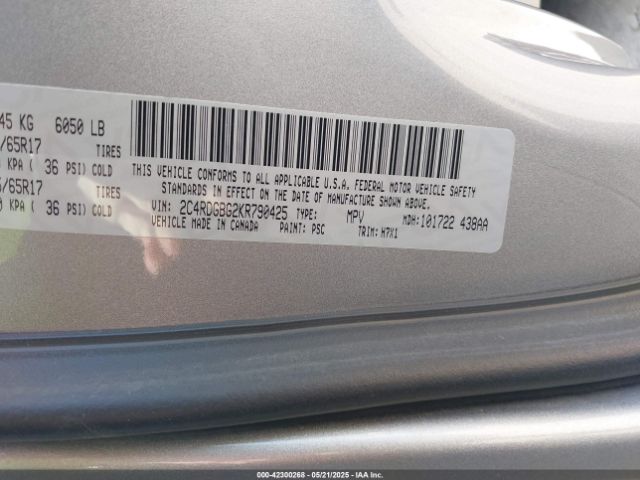 45 KG 6050 LB
/65R17 TIRES
KPA ( 36 PSI) COLD
/65R17 TIRES
KPA ( 36 PSI) COLD
THIS VEHICLE CONFORMS TO ALL APPLICABLE U.S.A. FEDERAL MOTOR VEHICLE SAFETY
STANDARDS IN EFFECT ON THE DATE OF MANUFACTURE SHOWN ABOVE.
VIN: 2C4RDGBG2KR790425 TYPE: MPV MDH: 101722 438AA
VEHICLE MADE IN CANADA PAINT: PSC TRIM: H7X1
000-42300268 - 05/21/2025 - IAA Inc.